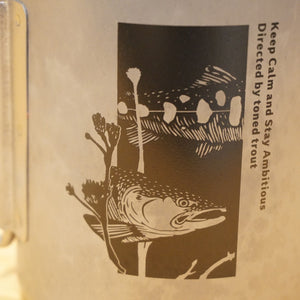 Keep Calm and Stay Ambitious
Directed by toned trout